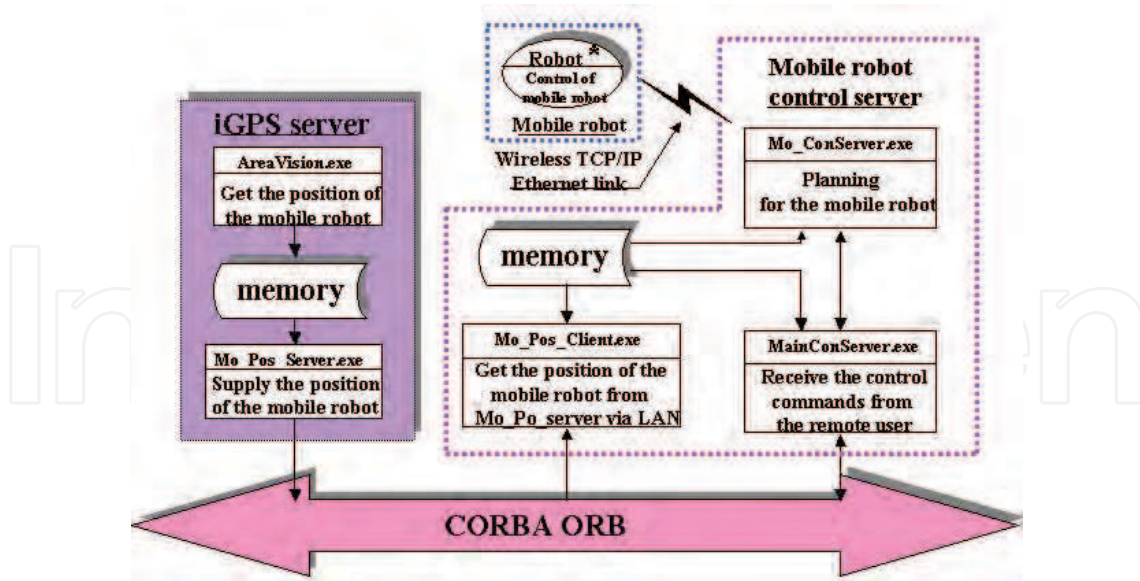 iGPS server
AreaVision.exe
Get the position of
the mobile robot
memory
Mo_Pos_Server.exe
Supply the position
of the mobile robot
Robot *
Control of
mobile robot
Mobile robot
Wireless TCP/IP
Ethernet link
Mobile robot
control server
Mo_ConServer.exe
Planning
for the mobile robot
memory
Mo_Pos_Client.exe
Get the position of the
mobile robot from
Mo_Po_server via LAN
MainConServer.exe
Receive the control
commands from
the remote user
CORBA ORB